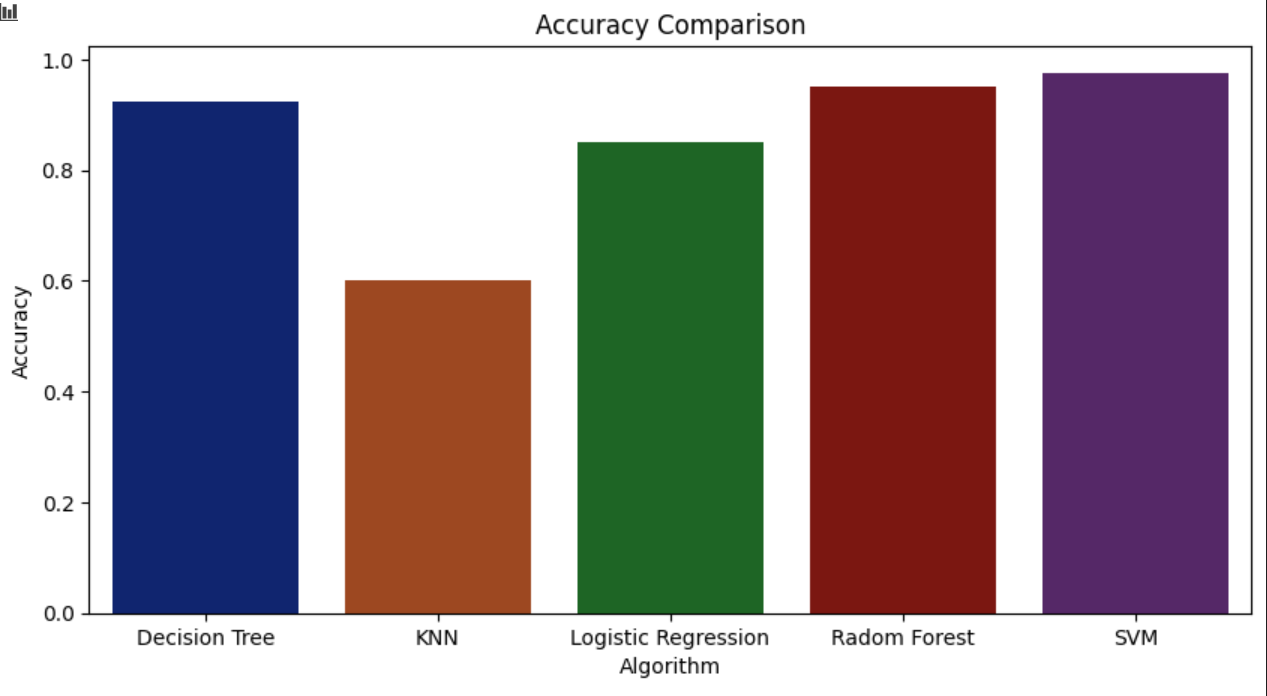 Accuracy Comparison
1.0
0.8
0.6
0.4
0.2
0.0
Accuracy
Decision Tree
KNN
Logistic Regression
Radom Forest
SVM
Algorithm